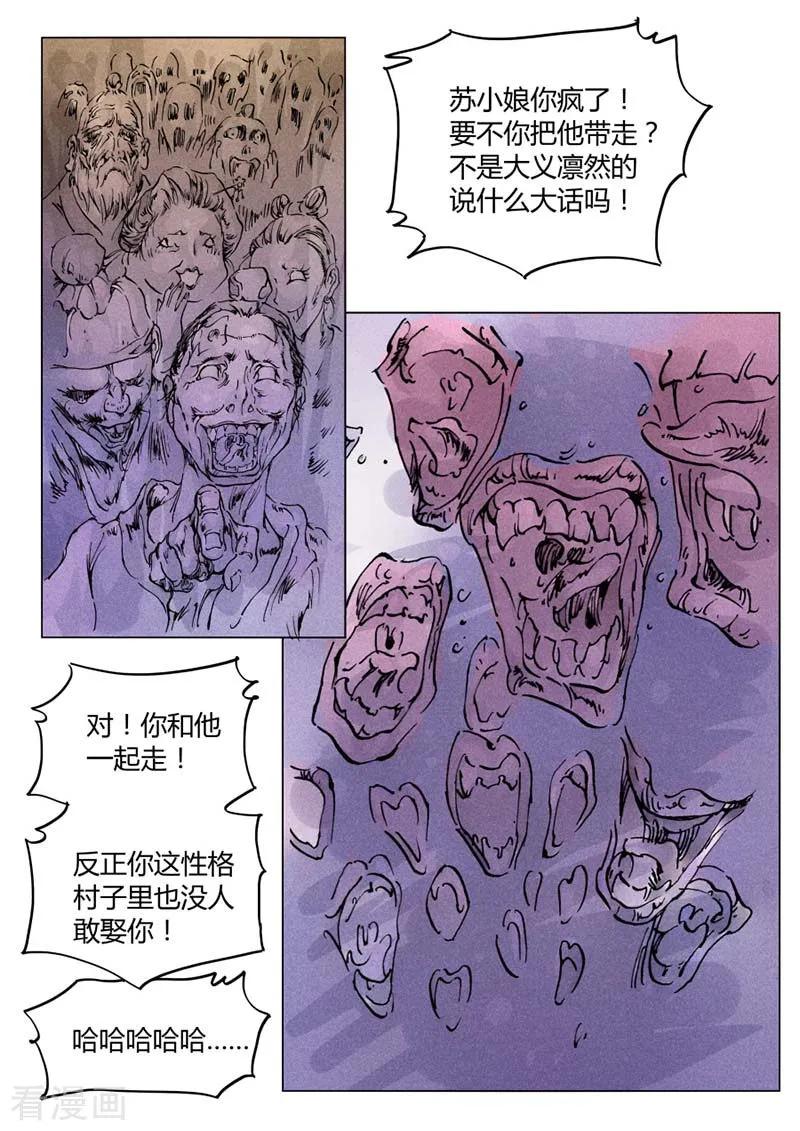 苏小娘你疯了！
要不你把他带走？
不是大义凛然的
说什么大话吗！
对！你和他
一起走！
反正你这性格
村子里也没人
敢娶你！
哈哈哈哈哈……
看漫画